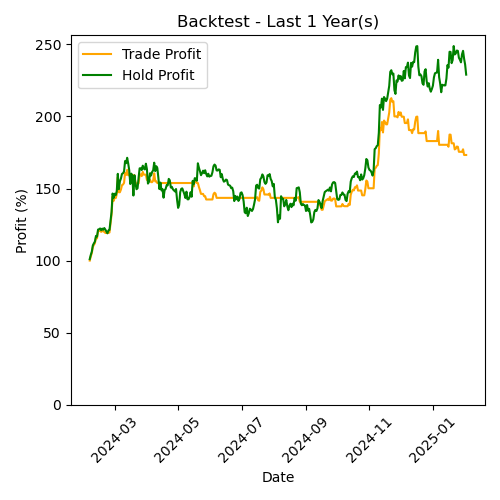 Backtest - Last 1 Year(s)
Trade Profit
Hold Profit
Profit (%)
250
200
150
100
50
0
2024-03
2024-05
2024-07
2024-09
2024-11
2025-01
Date